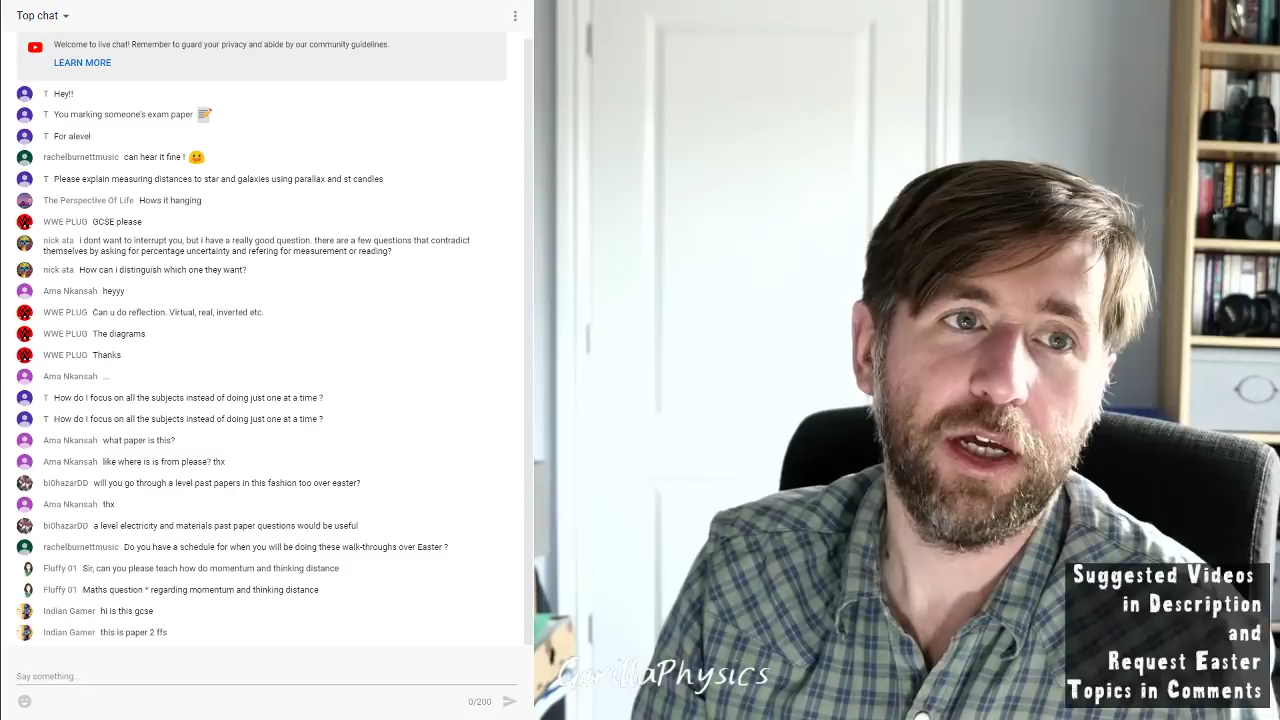 Top chat
Welcome to live chat! Remember to guard your privacy and abide by our community guidelines.
LEARN MORE
T Hey!!
T You marking someone's exam paper
T For alevel
rachelburnettmusic can hear it fine !
T Please explain measuring distances to star and galaxies using parallax and st candles
The Perspective Of Life Hows it hanging
WWE PLUG GCSE please
nick ata i dont want to interrupt you, but i have a really good question. there are a few questions that contradict
themselves by asking for percentage uncertainty and refering for measurement or reading?
nick ata How can i distinguish which one they want?
Ama Nkansah heyyy
WWE PLUG Can u do reflection. Virtual, real, inverted etc.
WWE PLUG The diagrams
WWE PLUG Thanks
Ama Nkansah ...
T How do I focus on all the subjects instead of doing just one at a time ?
T How do I focus on all the subjects instead of doing just one at a time ?
Ama Nkansah what paper is this?
Ama Nkansah like where is is from please? thx
bi0hazarDD will you go through a level past papers in this fashion too over easter?
Ama Nkansah thx
bi0hazarDD a level electricity and materials past paper questions would be useful
rachelburnettmusic Do you have a schedule for when you will be doing these walk-throughs over Easter ?
Fluffy 01 Sir, can you please teach how do momentum and thinking distance
Fluffy 01 Maths question * regarding momentum and thinking distance
Indian Gamer hi is this gcse
Indian Gamer this is paper 2 ffs
Say something...
0/200
GorillaPhysics
Suggested Videos
in Description
and
Request Easter
Topics in Comments